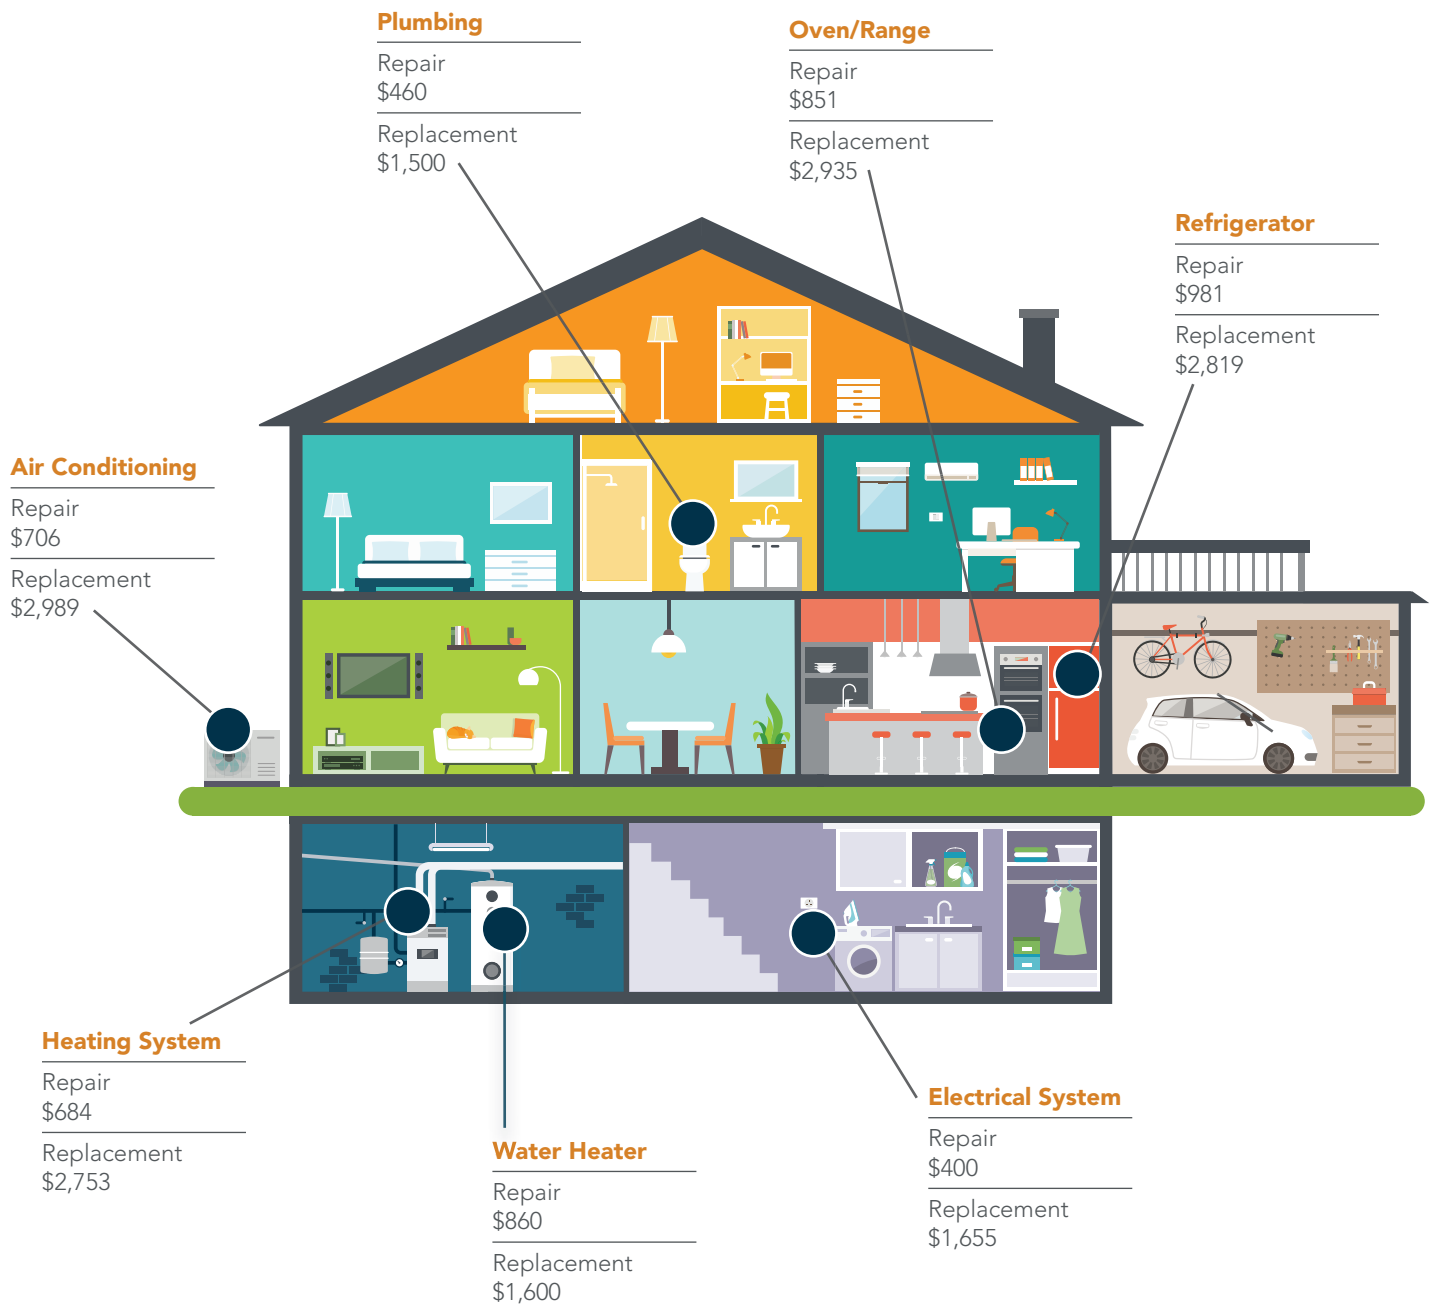 Plumbing
Repair
$460
Replacement
$1,500
Oven/Range
Repair
$851
Replacement
$2,935
Refrigerator
Repair
$981
Replacement
$2,819
Air Conditioning
Repair
$706
Replacement
$2,989
Heating System
Repair
$684
Replacement
$2,753
Water Heater
Repair
$860
Replacement
$1,600
Electrical System
Repair
$400
Replacement
$1,655